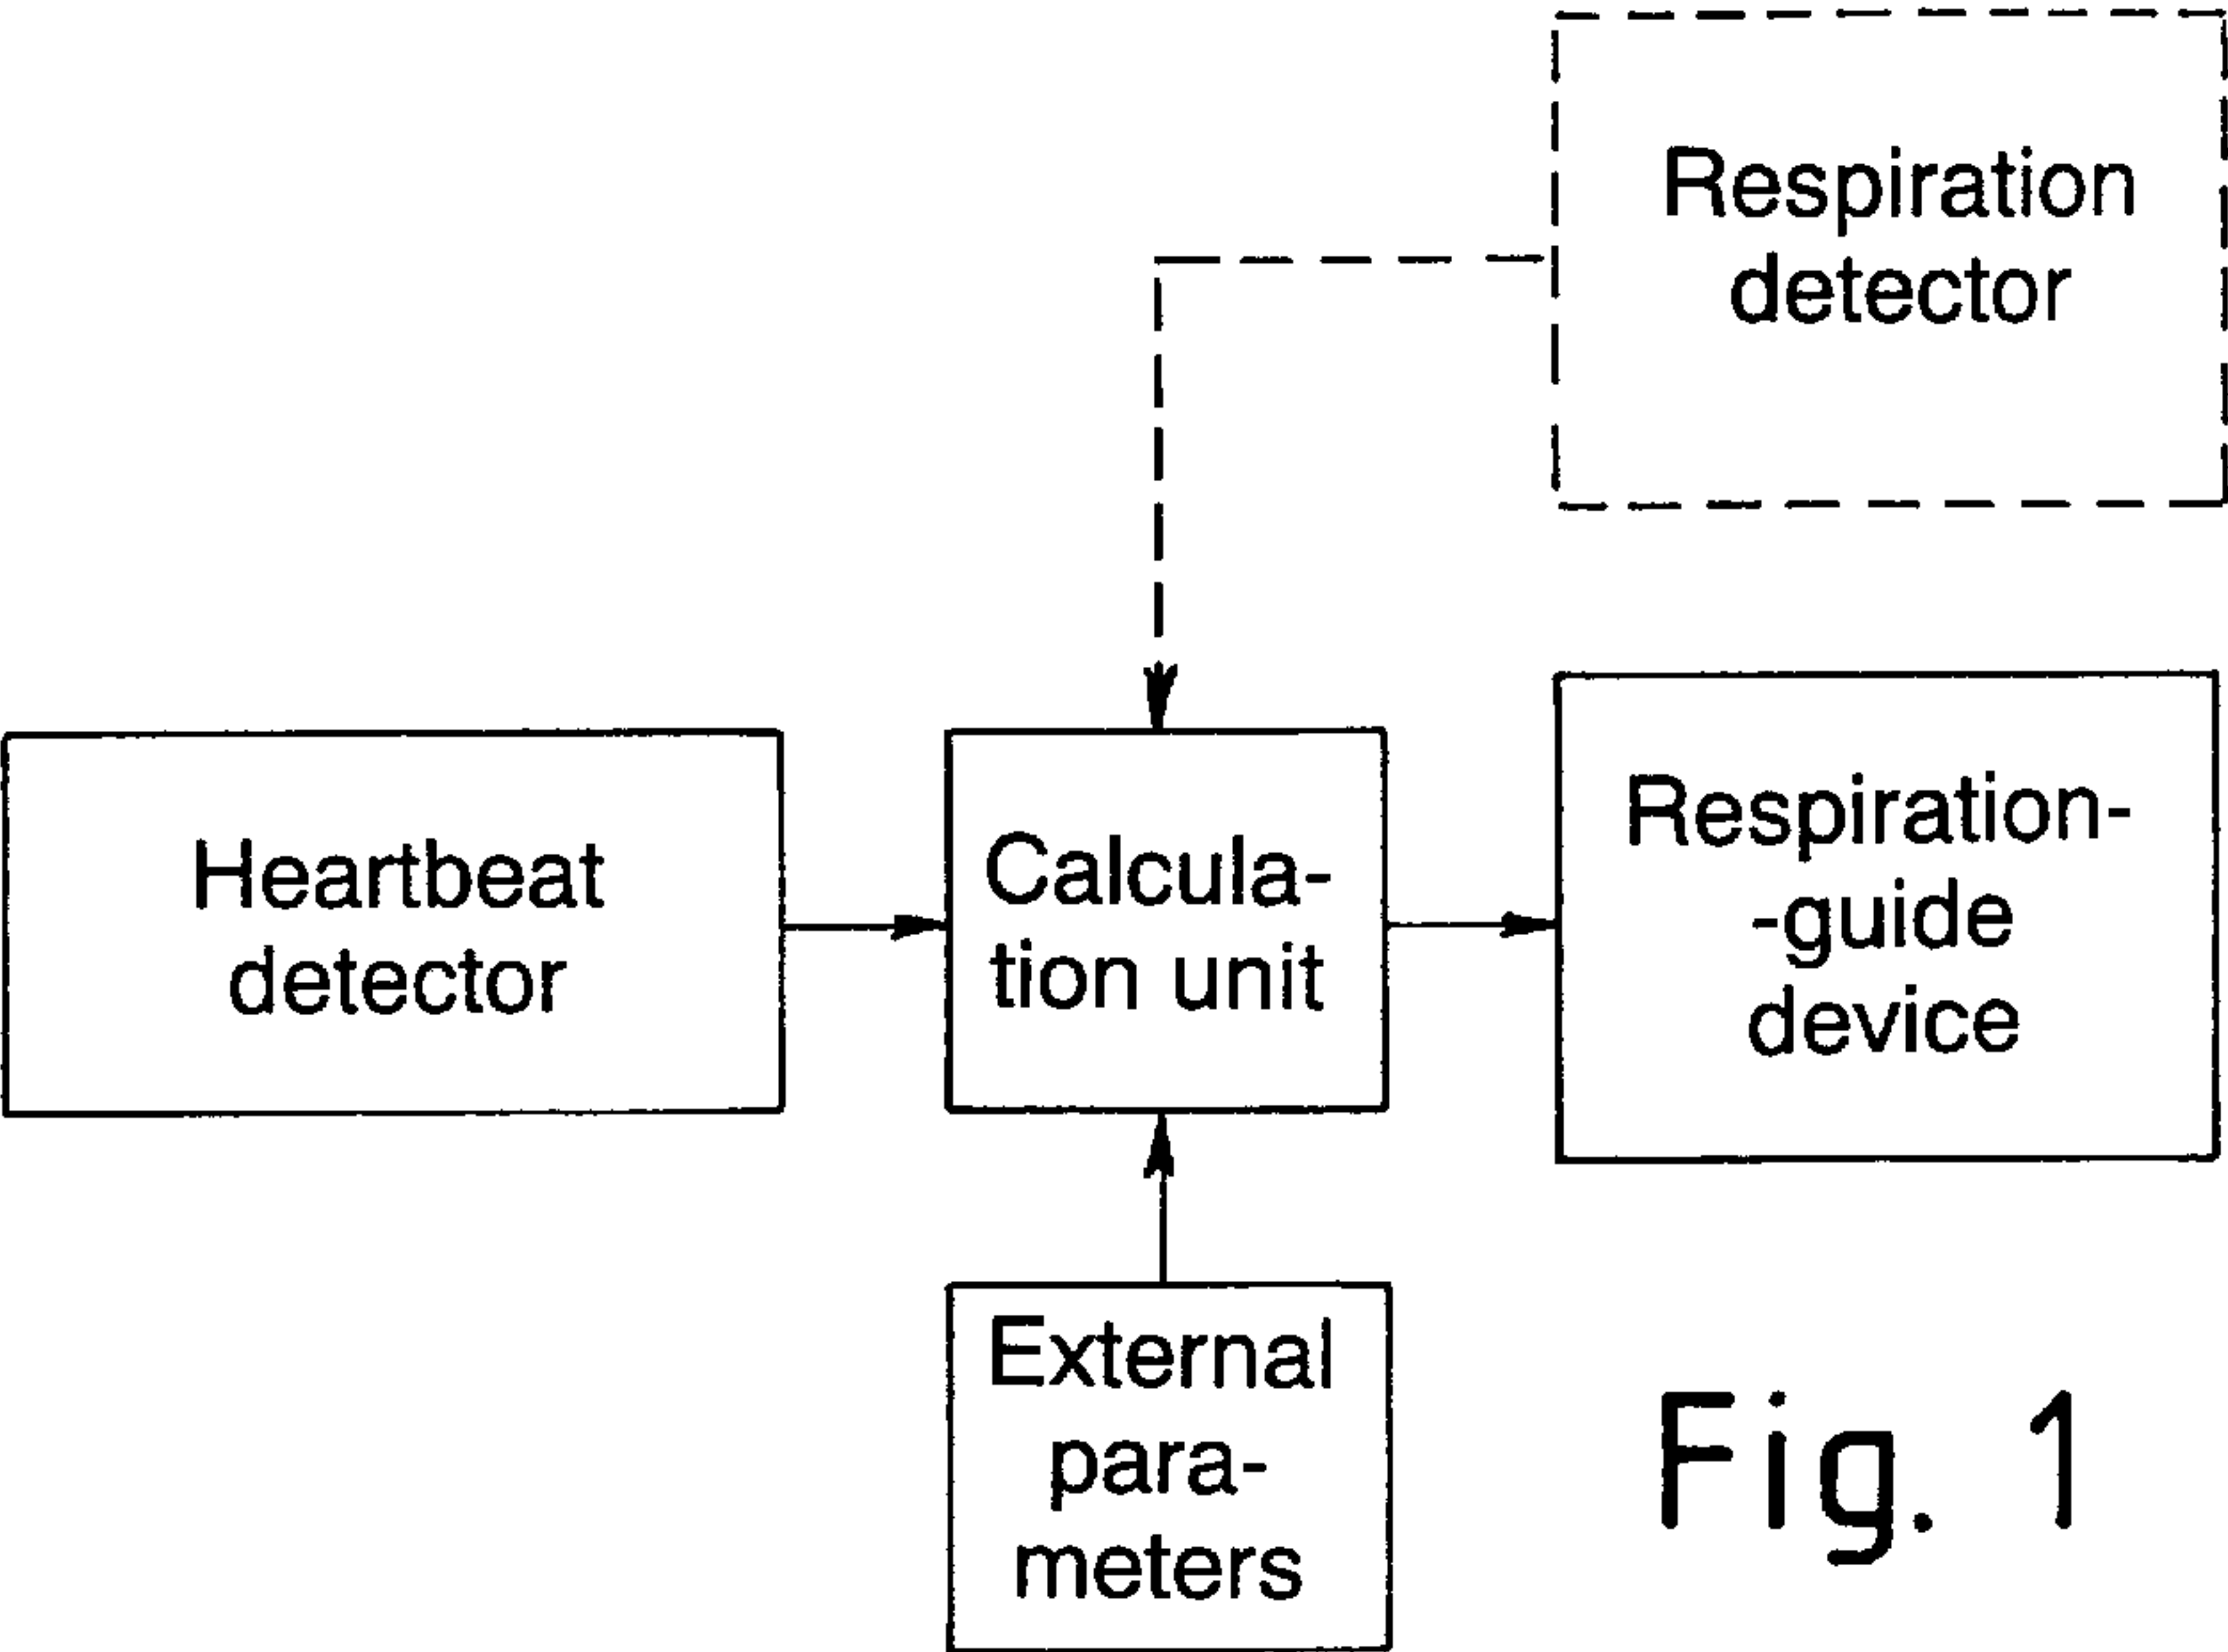 Respiration
detector
Heartbeat
detector
Calcula-
tion unit
Respiration-
-guide
device
External
para-
meters
Fig. 1